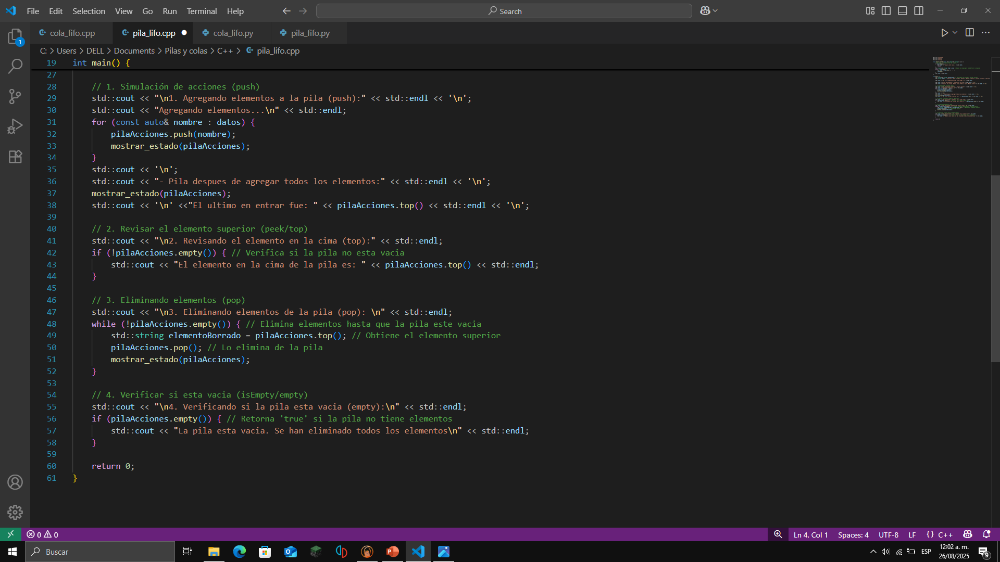 File Edit Selection View Go Run Terminal Help
Search
cola_fifo.cpp pila_lifo.cpp cola_lifo.py pila_fifo.py
1
C: > Users > DELL > Documents > Pilas y colas > C++ > pila_lifo.cpp
19 int main() {
27
28 // 1. Simulación de acciones (push)
29 std::cout << "\n1. Agregando elementos a la pila (push):" << std::endl << '\n';
30 std::cout << "Agregando elementos...\n" << std::endl;
31 for (const auto& nombre : datos) {
32 pilaAcciones.push(nombre);
33 mostrar_estado(pilaAcciones);
34 }
35 std::cout << '\n';
36 std::cout << "- Pila despues de agregar todos los elementos:" << std::endl << '\n';
37 mostrar_estado(pilaAcciones);
38 std::cout << '\n' <<"El ultimo en entrar fue: " << pilaAcciones.top() << std::endl << '\n';
39
40 // 2. Revisar el elemento superior (peek/top)
41 std::cout << "\n2. Revisando el elemento en la cima (top):" << std::endl;
42 if (!pilaAcciones.empty()) { // Verifica si la pila no esta vacia
43 std::cout << "El elemento en la cima de la pila es: " << pilaAcciones.top() << std::endl;
44 }
45
46 // 3. Eliminando elementos (pop)
47 std::cout << "\n3. Eliminando elementos de la pila (pop): \n" << std::endl;
48 while (!pilaAcciones.empty()) { // Elimina elementos hasta que la pila este vacia
49 std::string elementoBorrado = pilaAcciones.top(); // Obtiene el elemento superior
50 pilaAcciones.pop(); // Lo elimina de la pila
51 mostrar_estado(pilaAcciones);
52 }
53
54 // 4. Verificar si esta vacia (isEmpty/empty)
55 std::cout << "\n4. Verificando si la pila esta vacia (empty):\n" << std::endl;
56 if (pilaAcciones.empty()) { // Retorna 'true' si la pila no tiene elementos
57 std::cout << "La pila esta vacia. Se han eliminado todos los elementos\n" << std::endl;
58 }
59
60 return 0;
61 }
0 0 Ln 4, Col 1 Spaces: 4 UTF-8 LF {} C++
Buscar ESP 12:02 a. m.
26/08/2025 9